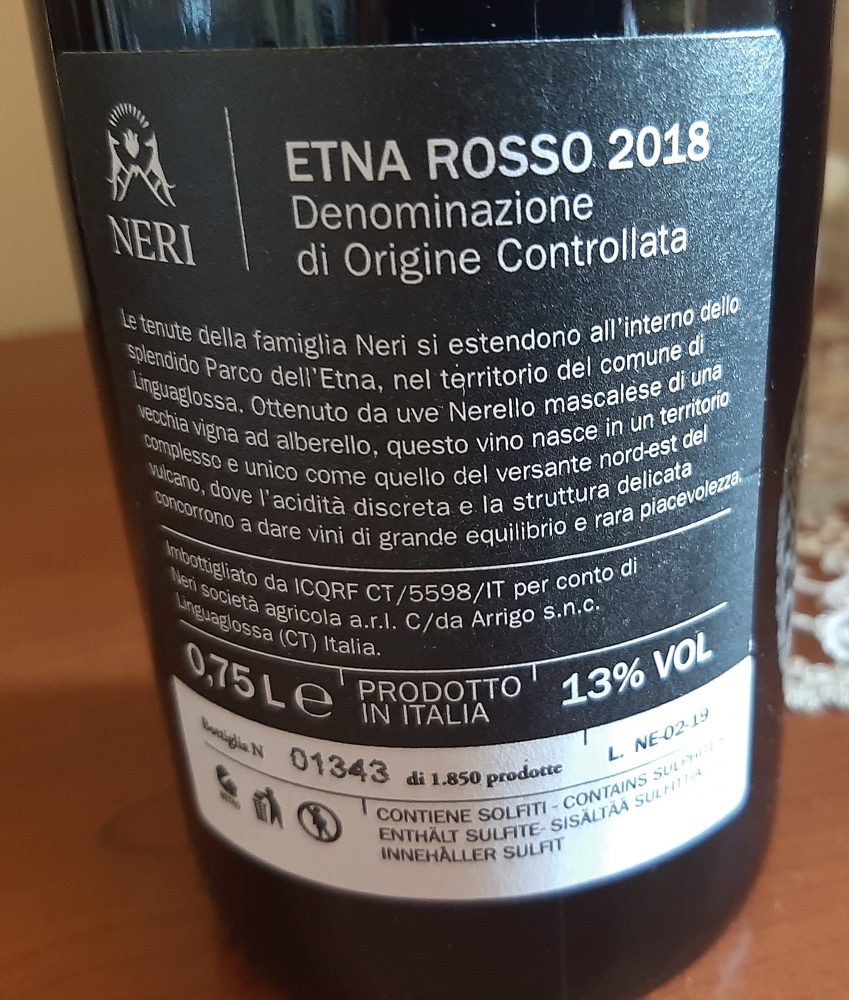 NERI
ETNA ROSSO 2018
Denominazione
di Origine Controllata
Le tenute della famiglia Neri si estendono all'interno dello
splendido Parco dell'Etna, nel territorio del comune di
Linguaglossa. Ottenuto da uve Nerello mascalese di una
vecchia vigna ad alberello, questo vino nasce in un territorio
complesso e unico come quello del versante nord-est del
vulcano, dove l'acidità discreta e la struttura delicata
concorrono a dare vini di grande equilibrio e rara piacevolezza.
Imbottigliato da ICQRF CT/5598/IT per conto di
Neri società agricola a.r.l. C/da Arrigo s.n.c.
Linguaglossa (CT) Italia.
0,75 L ℮ PRODOTTO
IN ITALIA
13% VOL
Bottiglia N 01343 di 1.850 prodotte
L. NE-02-19
CONTIENE SOLFITI - CONTAINS SULPHITES
ENTHÄLT SULFITE- SISÄLTÄÄ
INNEHÅLLER SULFIT